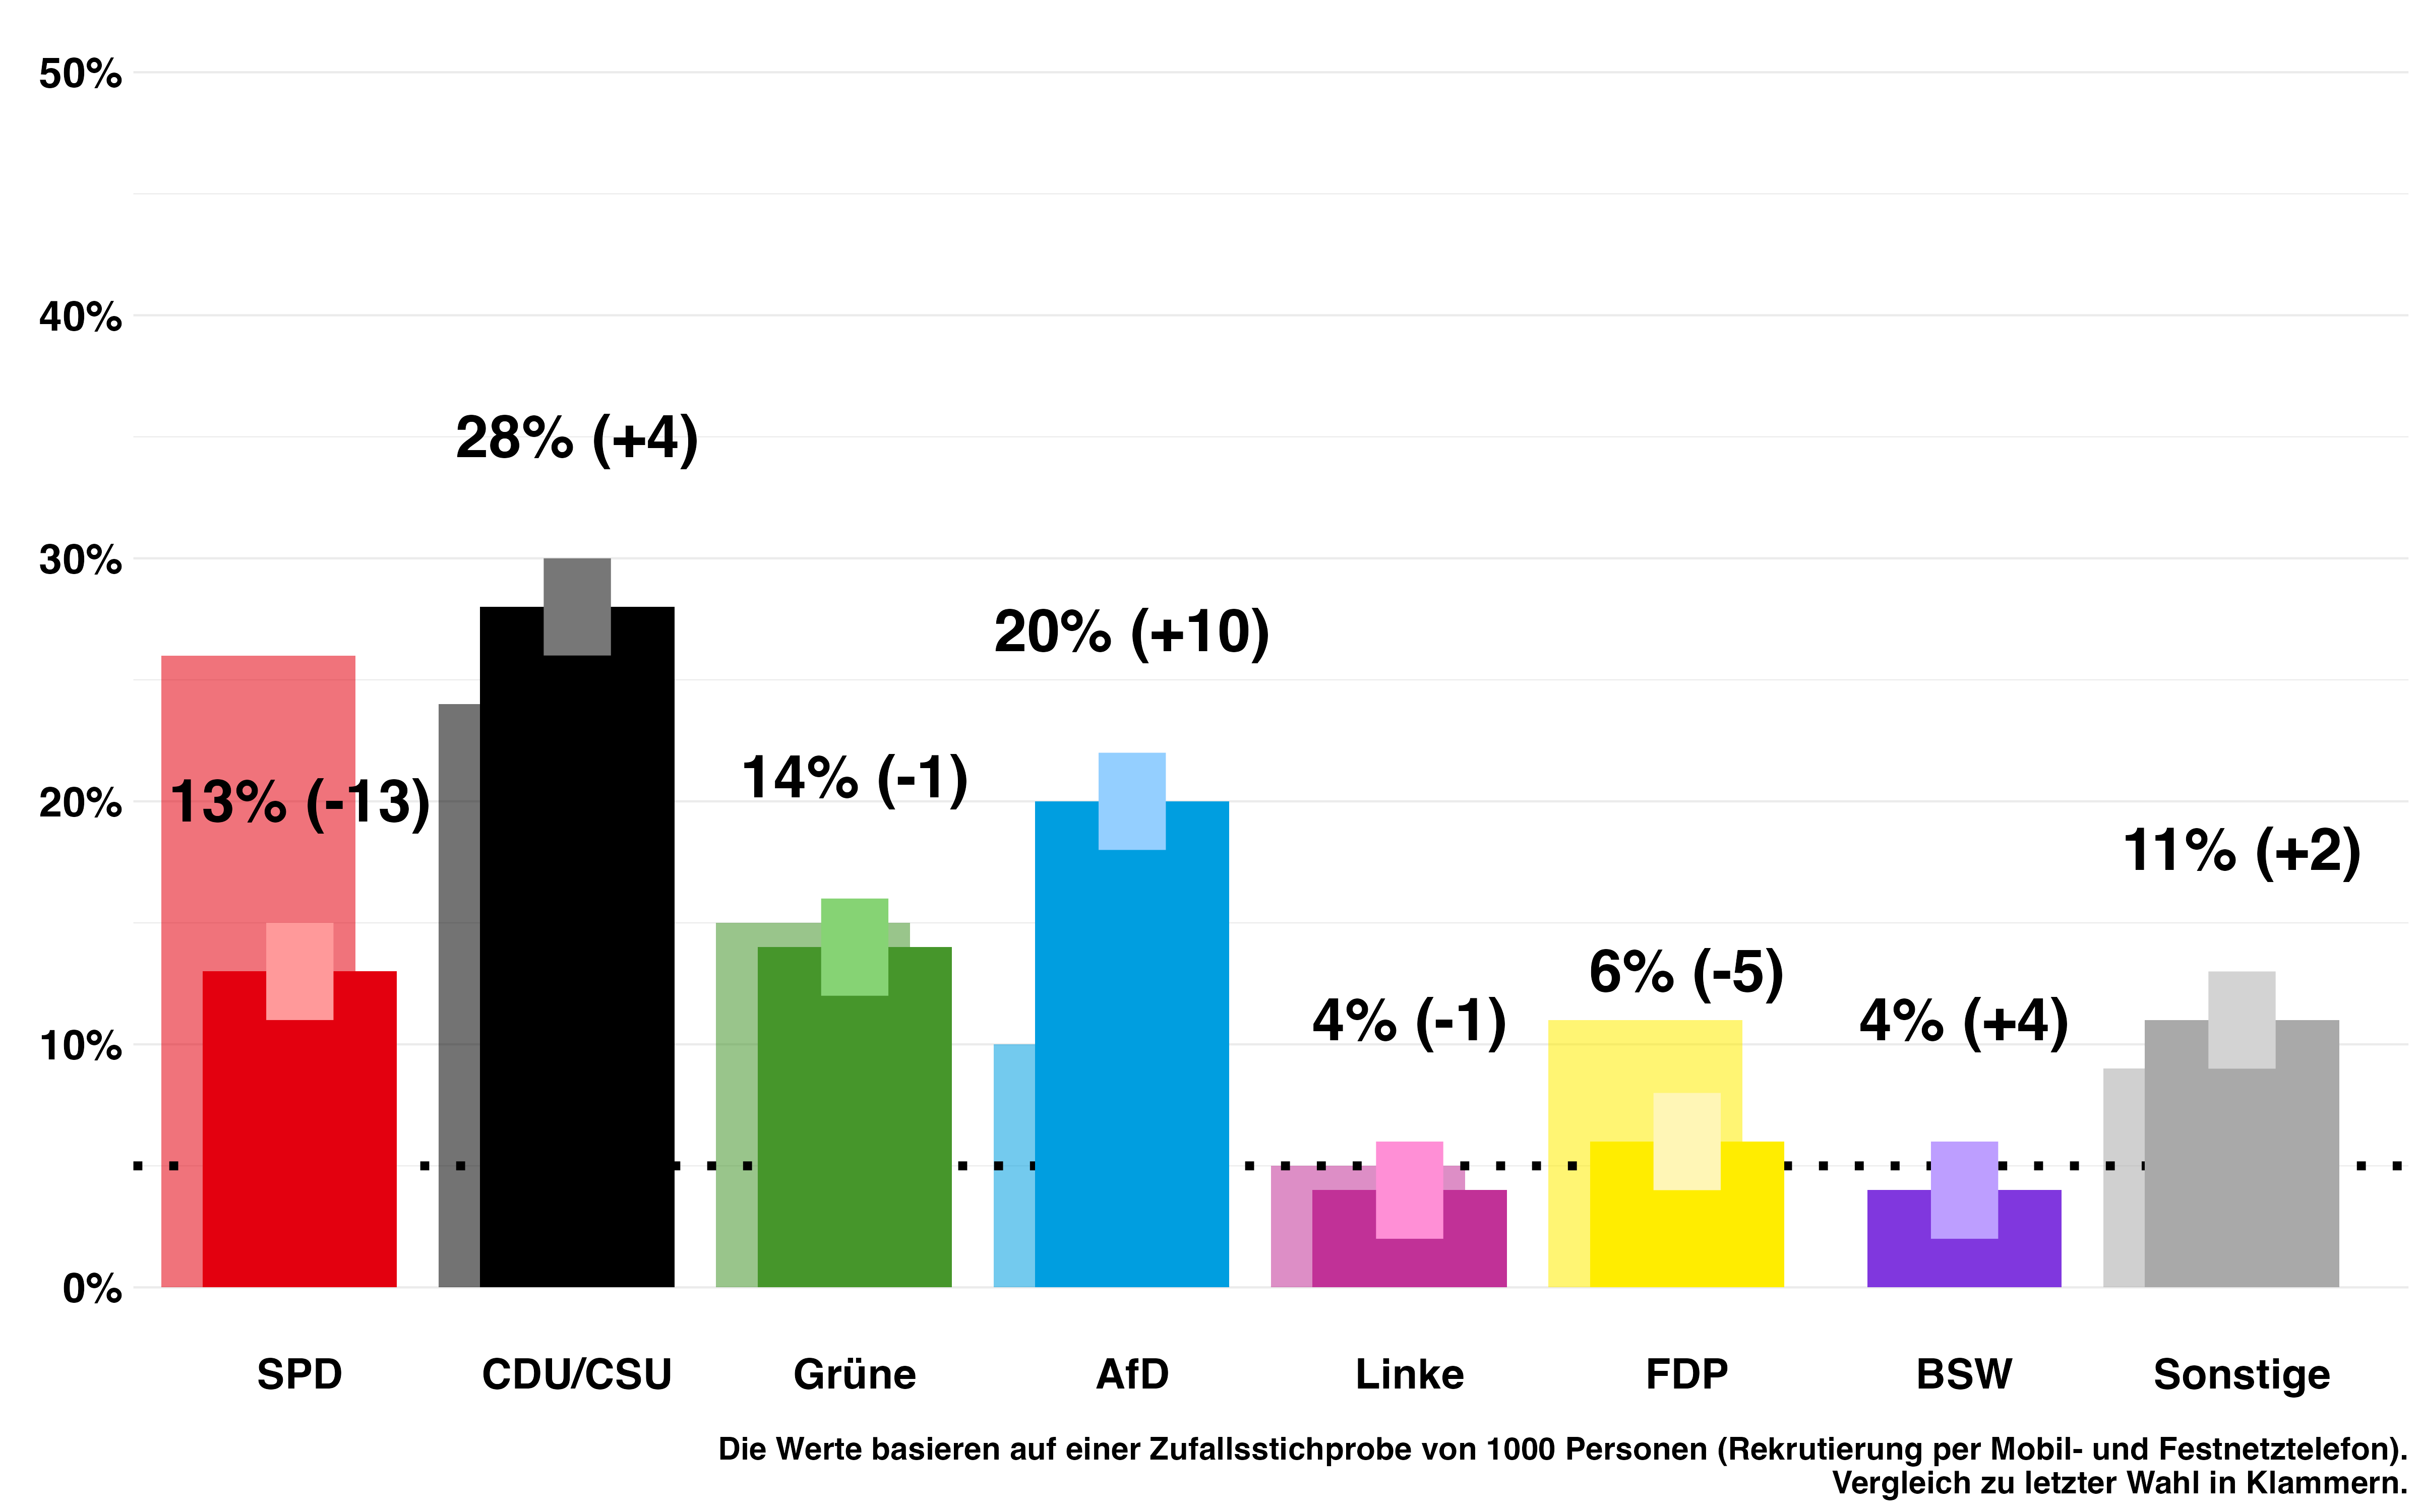 50%
40%
30%
20%
10%
0%
13% (-13)
28% (+4)
14% (-1)
20% (+10)
4% (-1)
6% (-5)
4% (+4)
11% (+2)
SPD
CDU/CSU
Grüne
AfD
Linke
FDP
BSW
Sonstige
Die Werte basieren auf einer Zufallsstichprobe von 1000 Personen (Rekrutierung per Mobil- und Festnetztelefon).
Vergleich zu letzter Wahl in Klammern.